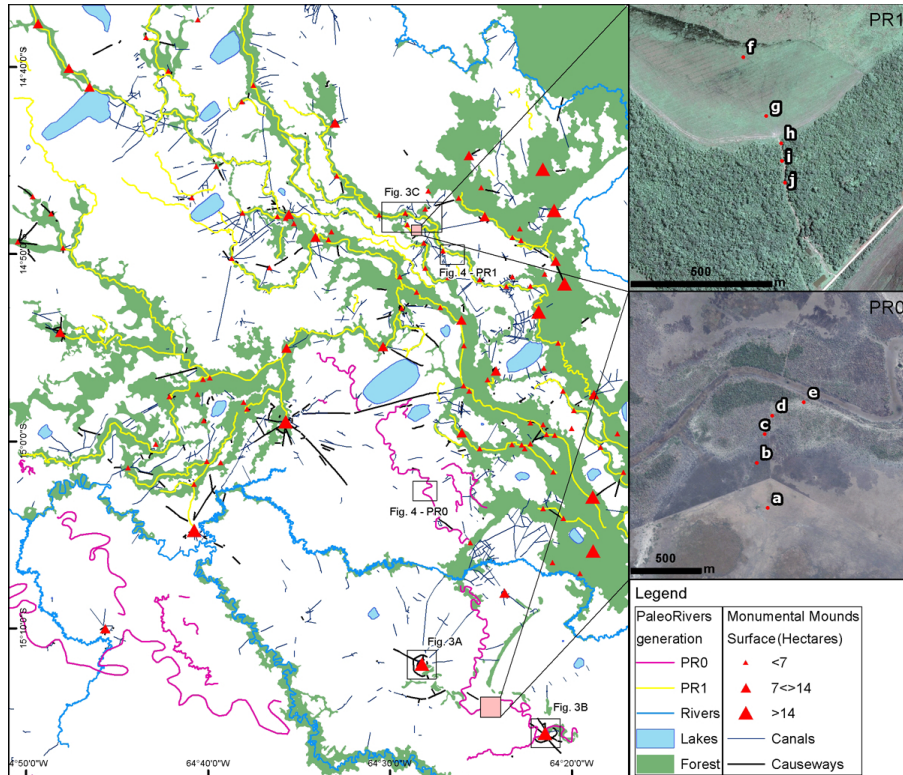 14°40'0"S
14°50'0"S
15°0'0"S
15°10'0"S
64°50'0"W
64°40'0"W
64°30'0"W
64°20'0"W
Fig. 3C
Fig. 4 - PR1
Fig. 4 - PR0
Fig. 3A
Fig. 3B
PR1
f
g
h
i
j
500
m
PR0
e
d
c
b
a
500
m
Legend
PaleoRivers
generation
PR0
PR1
Rivers
Lakes
Forest
Monumental Mounds
Surface (Hectares)
<7
7<>14
>14
Canals
Causeways